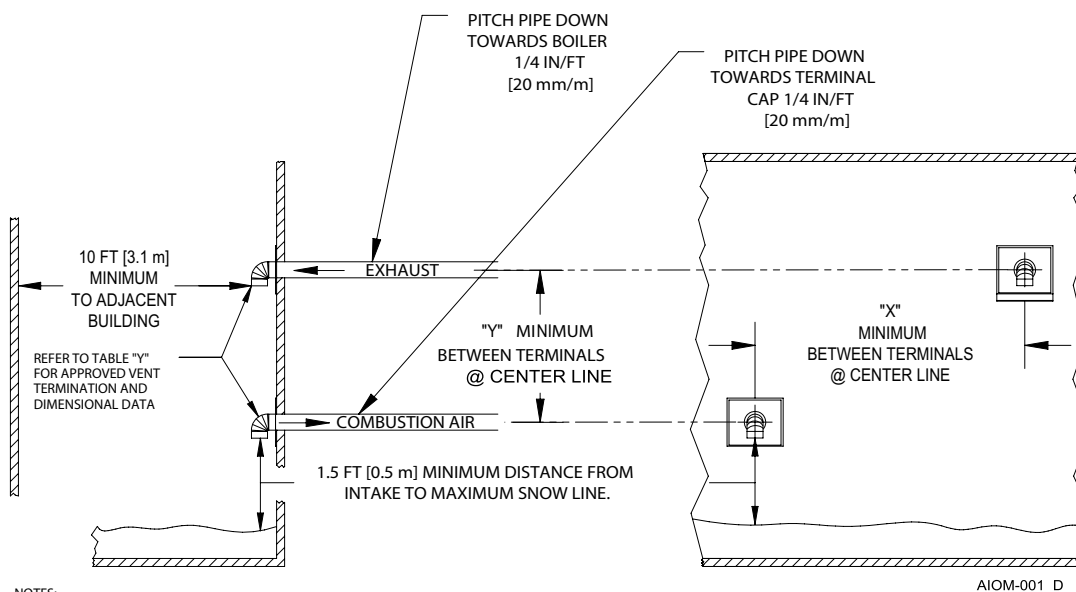 PITCH PIPE DOWN
TOWARDS BOILER
1/4 IN/FT
[20 mm/m]
PITCH PIPE DOWN
TOWARDS TERMINAL
CAP 1/4 IN/FT
[20 mm/m]
10 FT [3.1 m]
MINIMUM
TO ADJACENT
BUILDING
EXHAUST
"Y" MINIMUM
BETWEEN TERMINALS
@ CENTER LINE
"X"
MINIMUM
BETWEEN TERMINALS
@ CENTER LINE
REFER TO TABLE "Y"
FOR APPROVED VENT
TERMINATION AND
DIMENSIONAL DATA
COMBUSTION AIR
1.5 FT [0.5 m] MINIMUM DISTANCE FROM
INTAKE TO MAXIMUM SNOW LINE.
AIOM-001 D
NOTES: